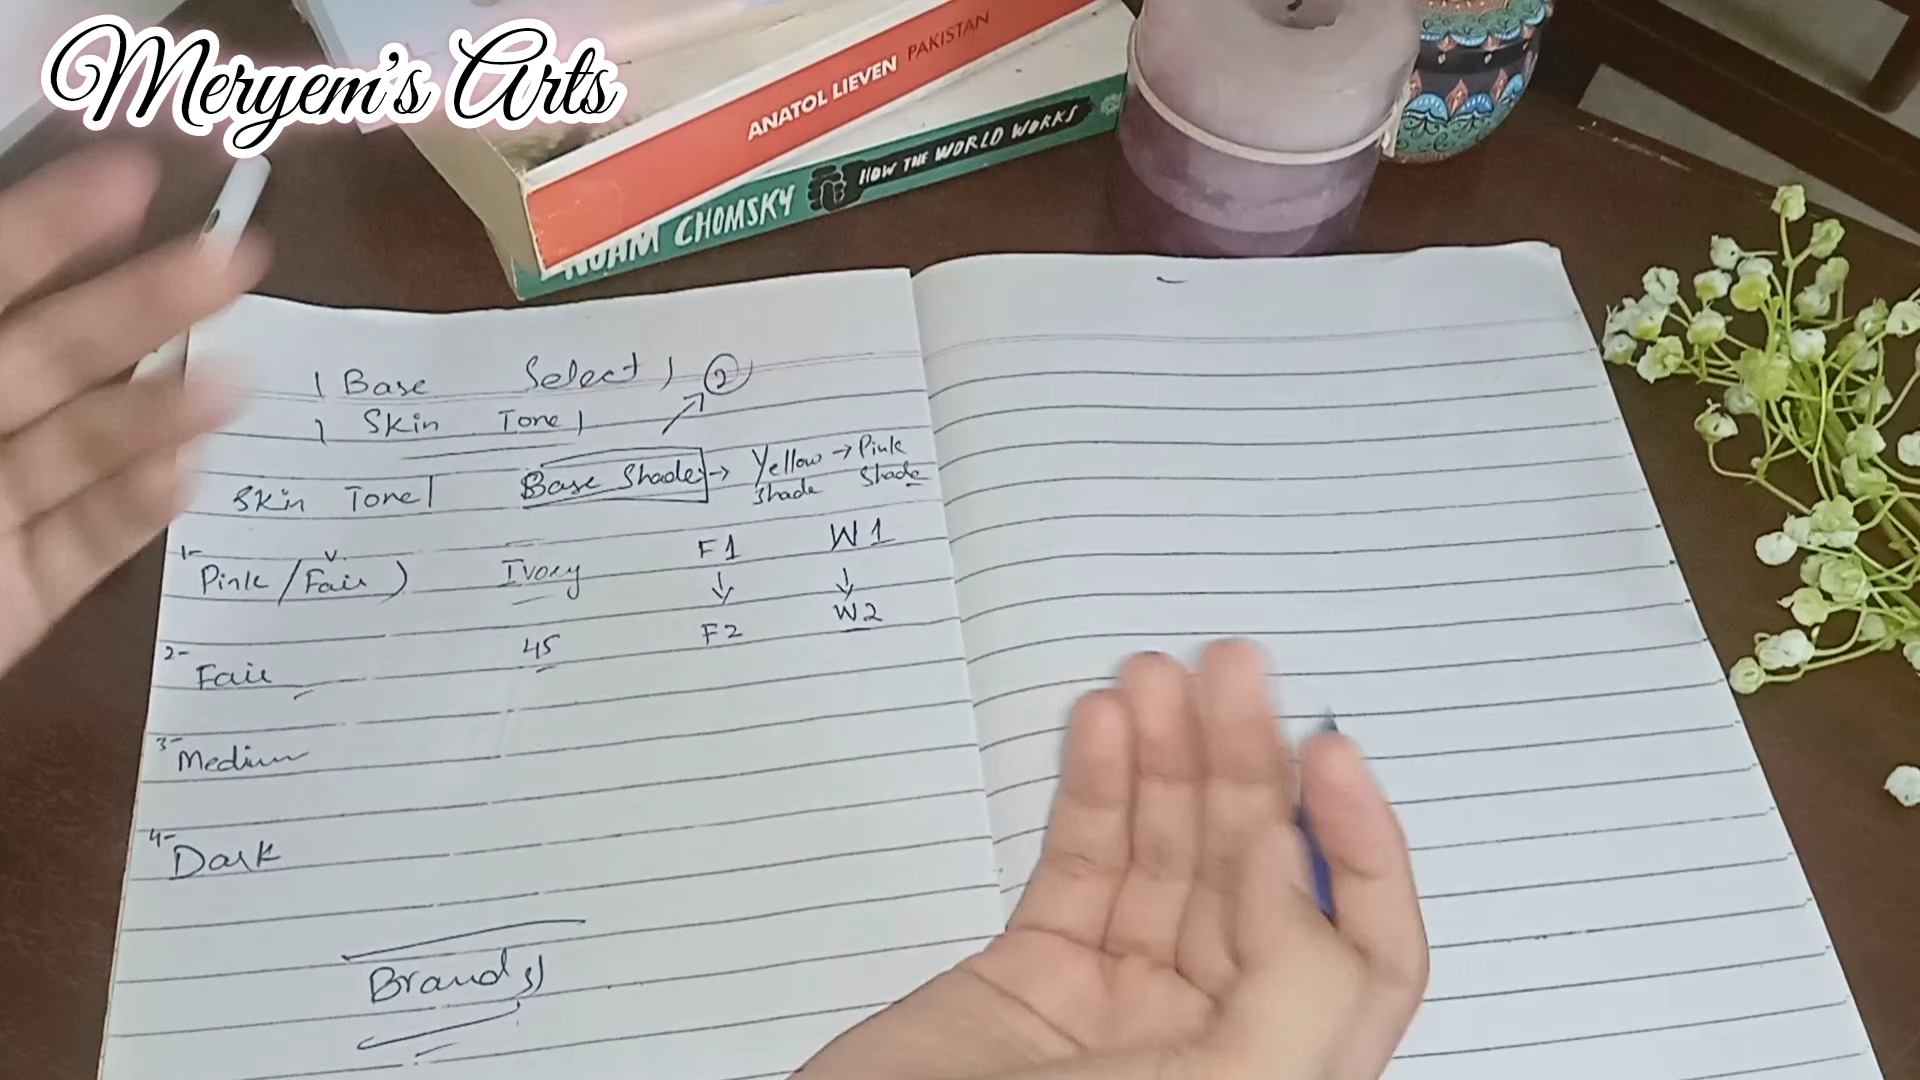 Meryem's Arts
ANATOL LIEVEN PAKISTAN
NOAM CHOMSKY HOW THE WORLD WORKS
Base Select 2
Skin Tone
Skin Tone Base Shade → Yellow Shade → Pink Shade
1- Pink / Fair) Ivory F1 W1
↓ ↓
2- Fair 45 F2 W2
3- Medium
4- Dark
Brands